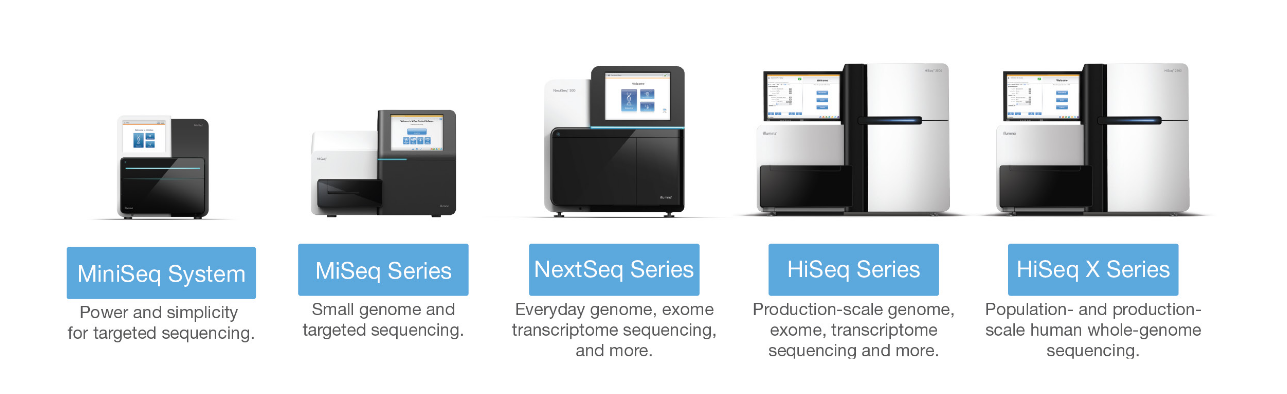 MiniSeq System
Power and simplicity
for targeted sequencing.
MiSeq Series
Small genome and
targeted sequencing.
NextSeq Series
Everyday genome, exome
transcriptome sequencing,
and more.
HiSeq Series
Production-scale genome,
exome, transcriptome
sequencing and more.
HiSeq X Series
Population- and production-
scale human whole-genome
sequencing.